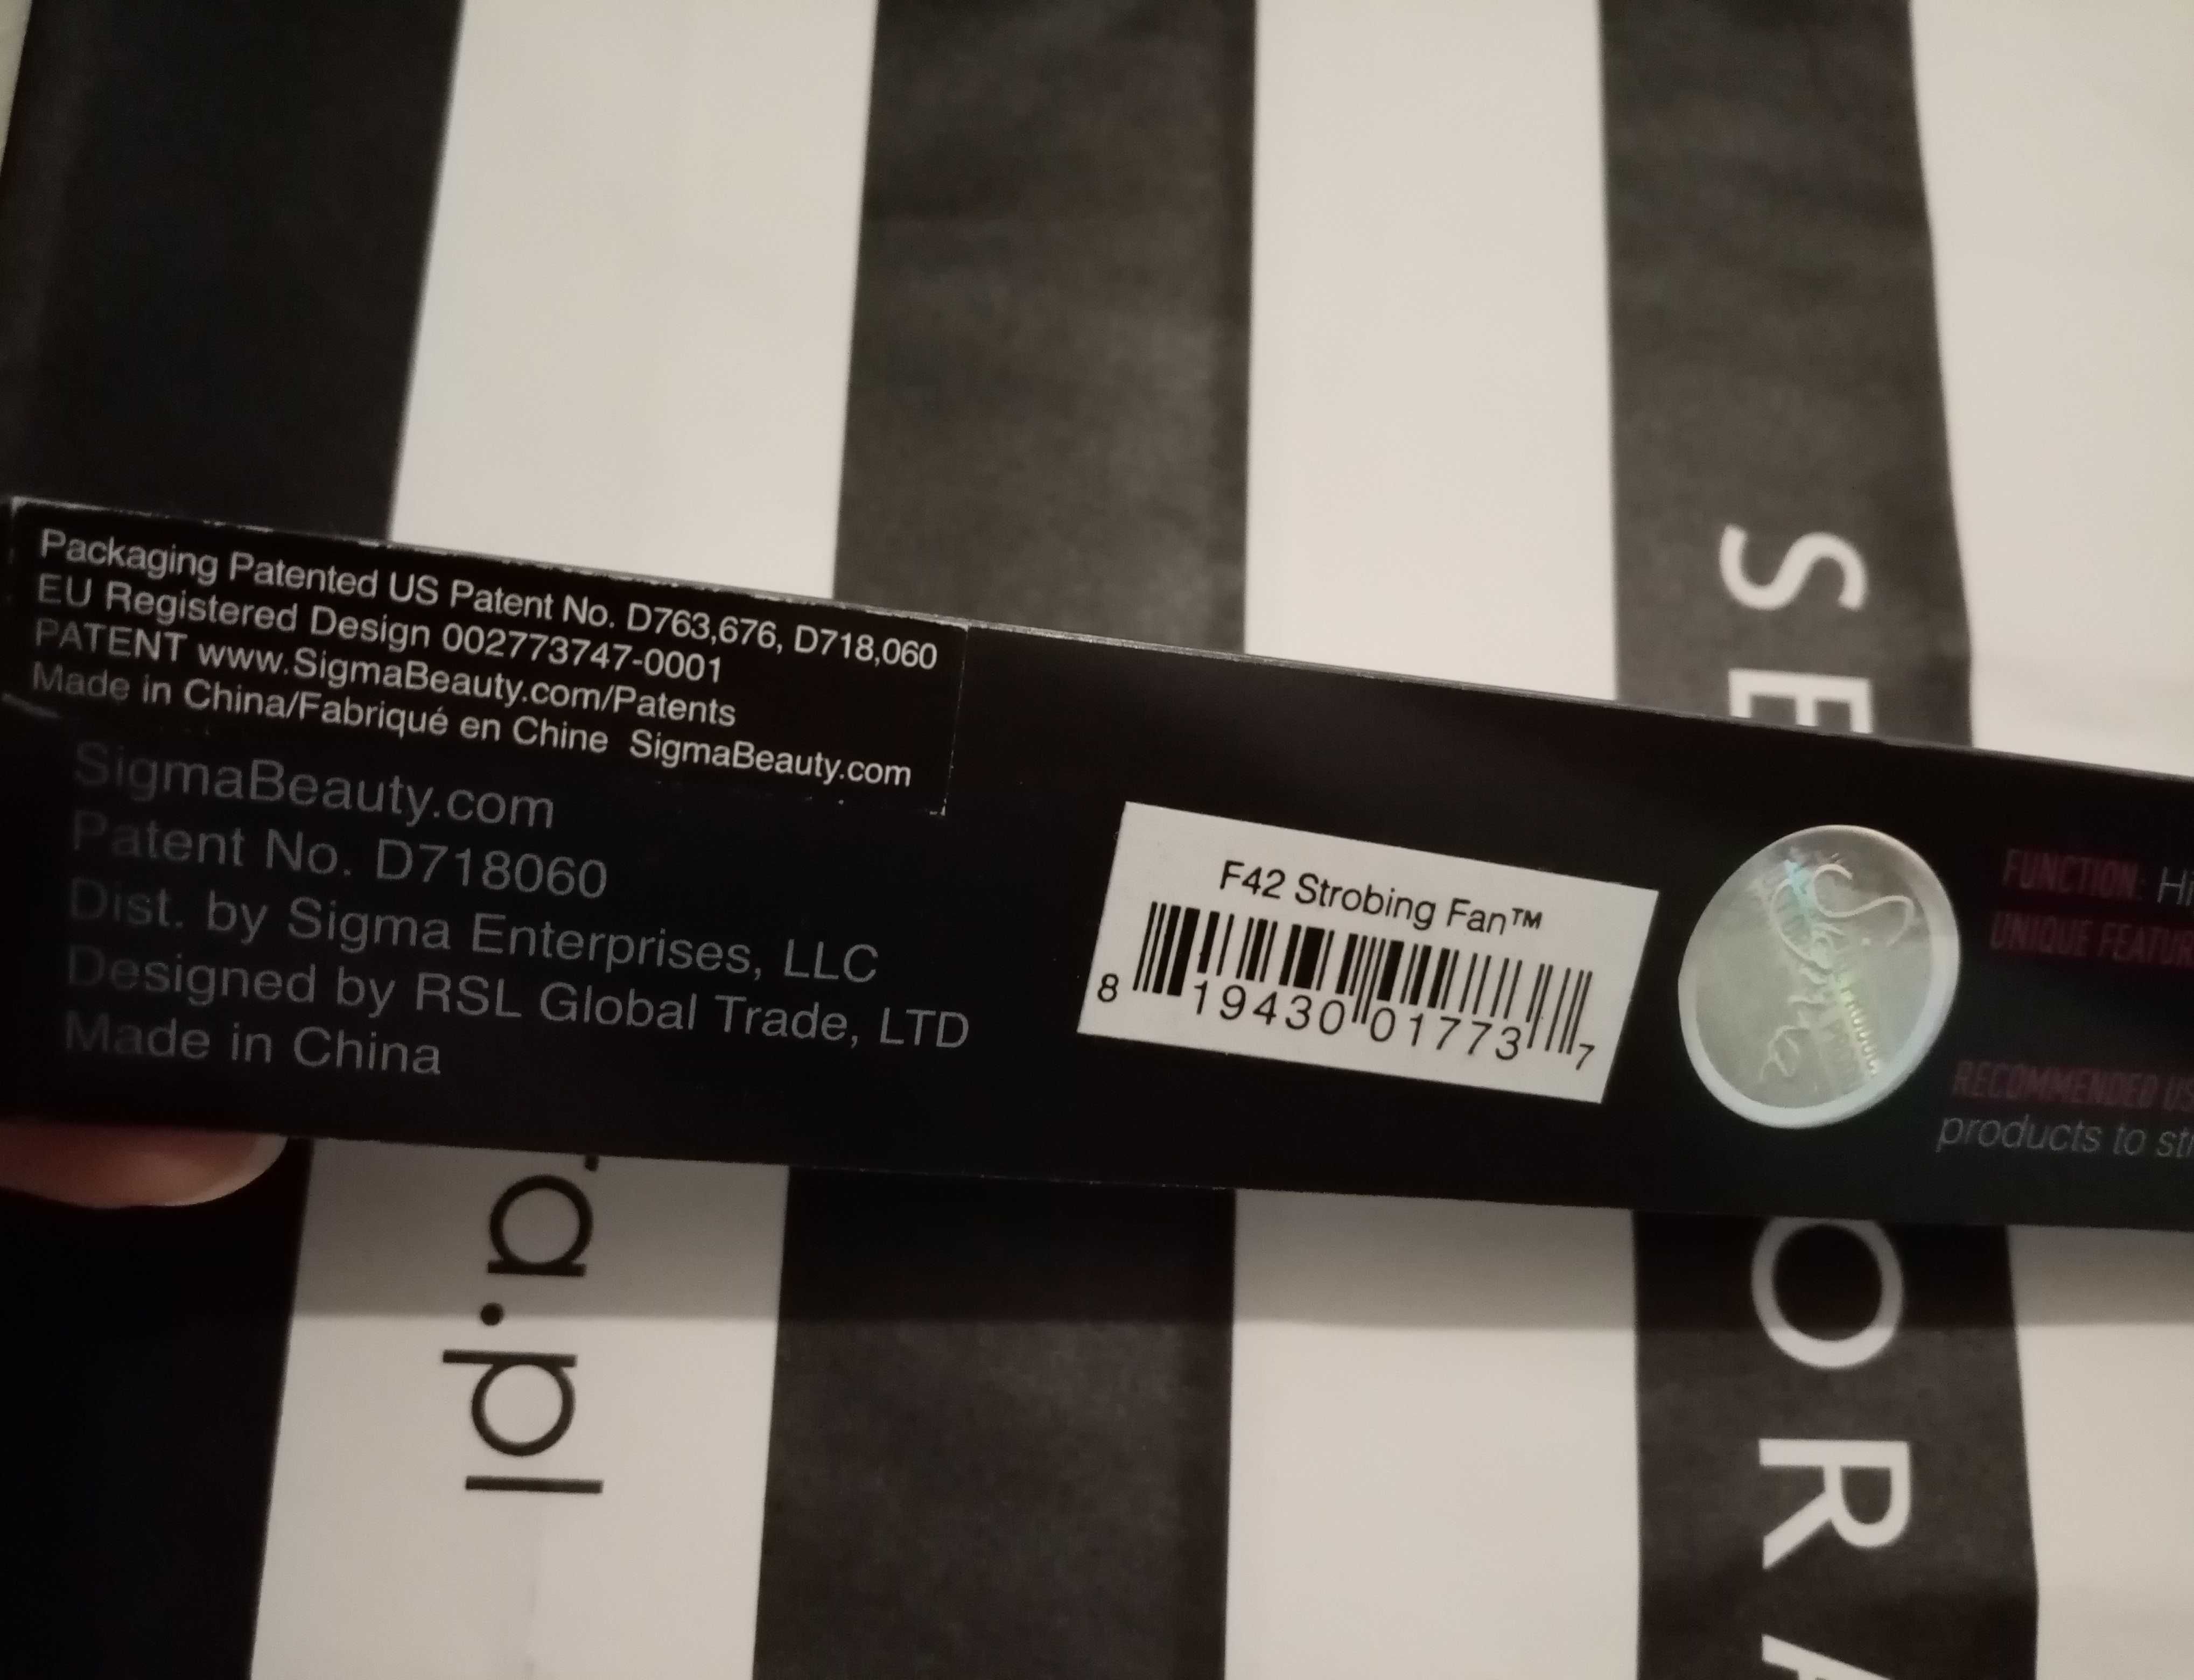 Packaging Patented US Patent No. D763,676, D718,060
EU Registered Design 002773747-0001
PATENT www.SigmaBeauty.com/Patents
Made in China/Fabriqué en Chine SigmaBeauty.com
SigmaBeauty.com
Patent No. D718060
Dist. by Sigma Enterprises, LLC
Designed by RSL Global Trade, LTD
Made in China
F42 Strobing Fan™
8 19430 01773 7
FUNCTION:
UNIQUE
RECOMMENDED
products to
SE
ORA
a.pl